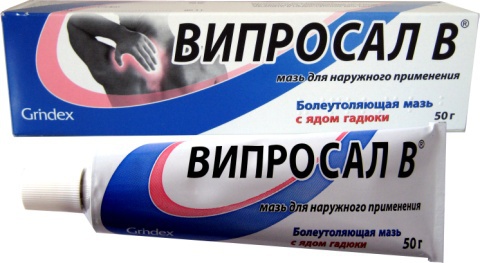 ВИПРОСАЛ В®
мазь для наружного применения
Болеутоляющая мазь
с ядом гадюки
50 г
Grindex
ВИПРОСАЛ В®
мазь для наружного применения
Болеутоляющая мазь
с ядом гадюки
50 г
Grindex